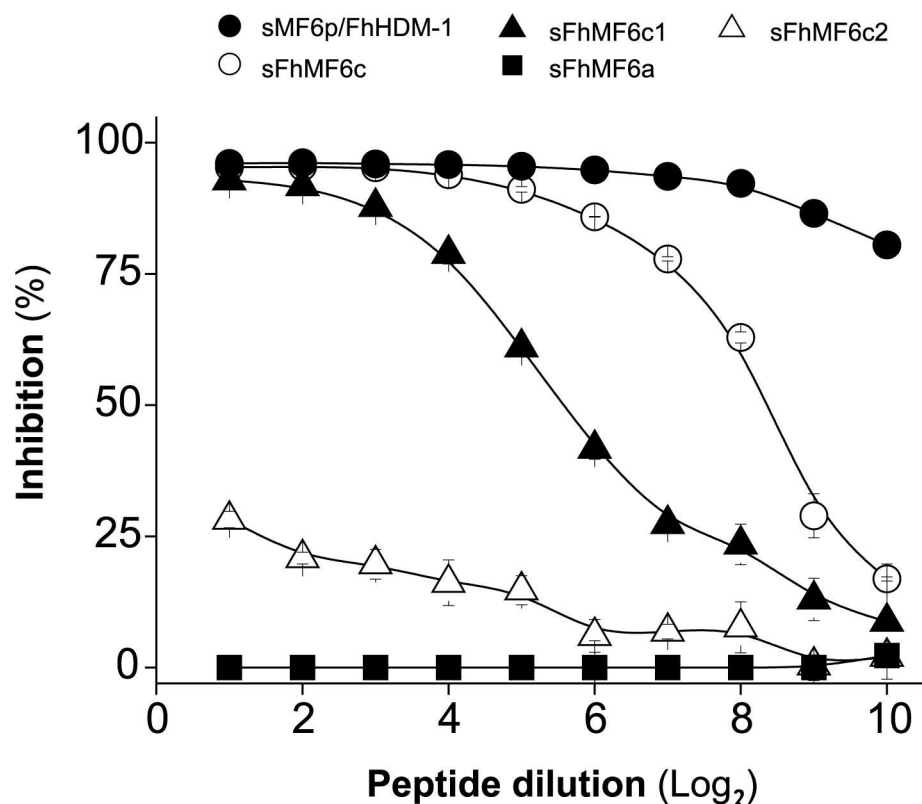 sMF6p/FhHDM-1 sFhMF6c1 sFhMF6c2
sFhMF6c sFhMF6a
100
75
50
25
0
Inhibition (%)
0 2 4 6 8 10
Peptide dilution (Log₂)